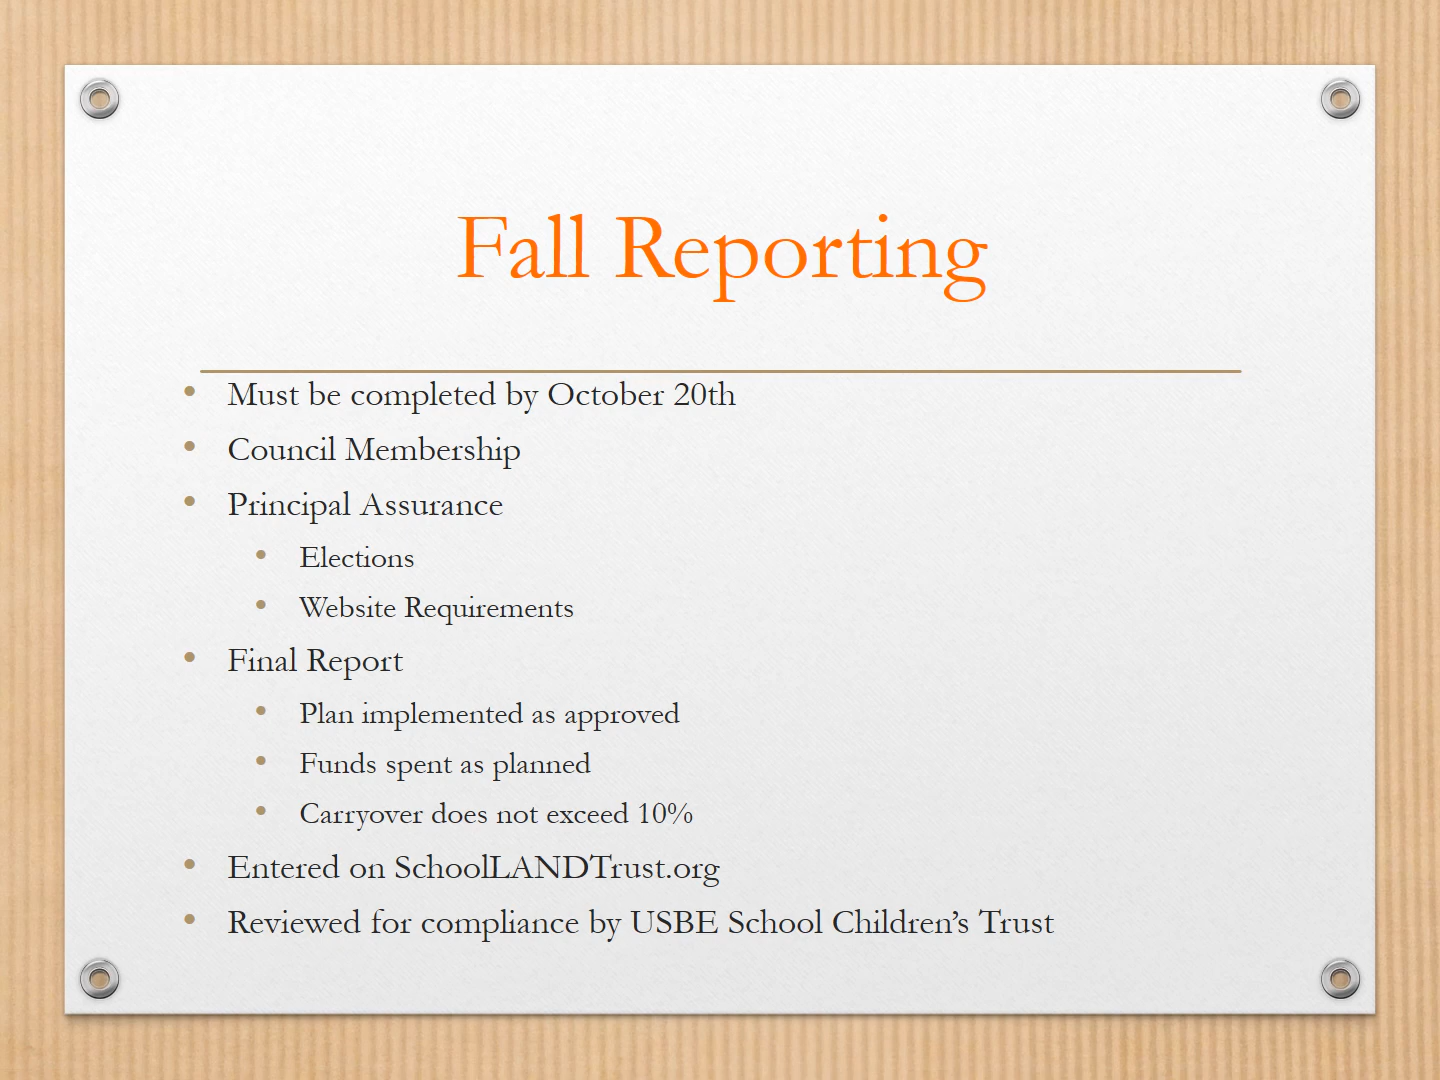 Fall Reporting
• Must be completed by October 20th
• Council Membership
• Principal Assurance
• Elections
• Website Requirements
• Final Report
• Plan implemented as approved
• Funds spent as planned
• Carryover does not exceed 10%
• Entered on SchoolLANDTrust.org
• Reviewed for compliance by USBE School Children’s Trust